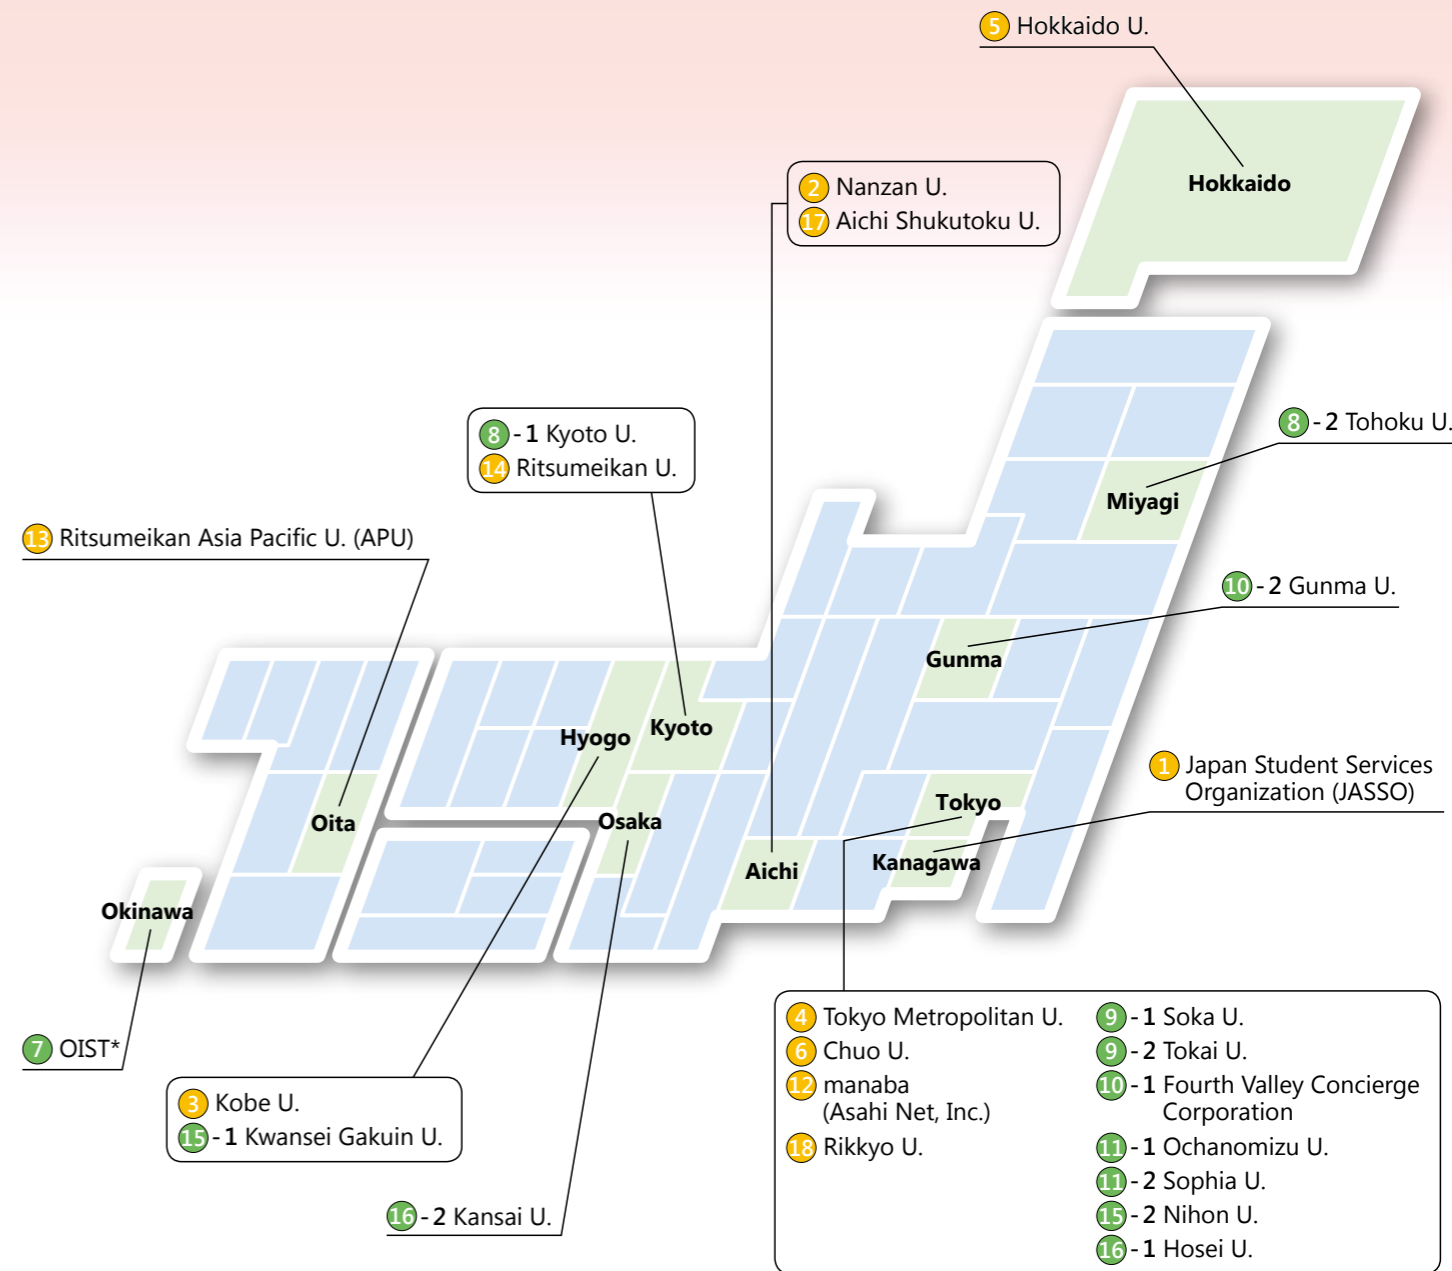 5 Hokkaido U.
Hokkaido
2 Nanzan U.
17 Aichi Shukutoku U.
8 - 1 Kyoto U.
14 Ritsumeikan U.
8 - 2 Tohoku U.
Miyagi
13 Ritsumeikan Asia Pacific U. (APU)
10 - 2 Gunma U.
Gunma
Hyogo
Kyoto
1 Japan Student Services
Organization (JASSO)
Oita
Osaka
Tokyo
Aichi
Kanagawa
Okinawa
7 OIST*
3 Kobe U.
15 - 1 Kwansei Gakuin U.
16 - 2 Kansai U.
4 Tokyo Metropolitan U.
6 Chuo U.
12 manaba
(Asahi Net, Inc.)
18 Rikkyo U.
9 - 1 Soka U.
9 - 2 Tokai U.
10 - 1 Fourth Valley Concierge
Corporation
11 - 1 Ochanomizu U.
11 - 2 Sophia U.
15 - 2 Nihon U.
16 - 1 Hosei U.